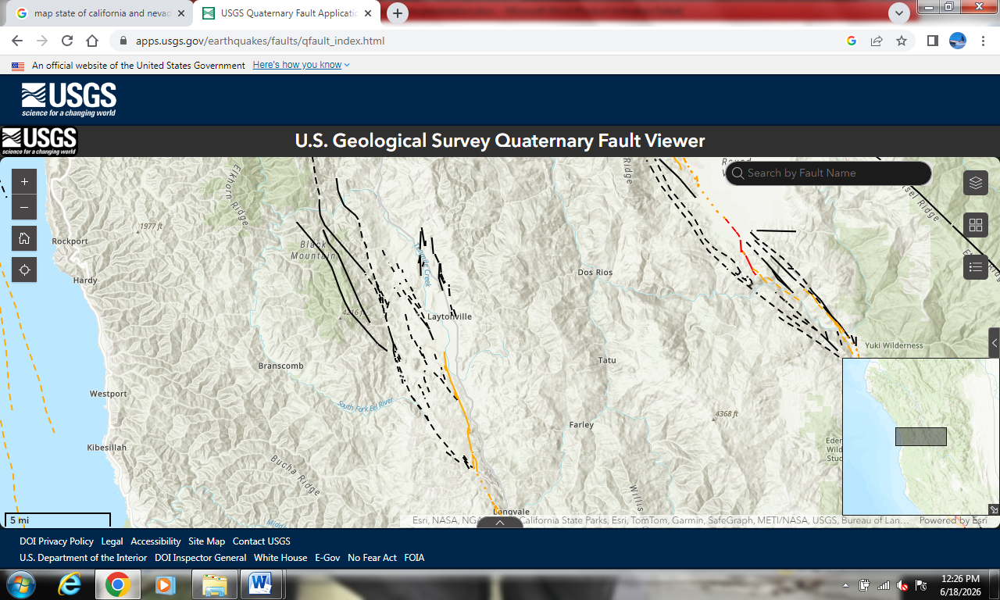 map state of california and nevad
USGS Quaternary Fault Applicatio
apps.usgs.gov/earthquakes/faults/qfault_index.html
An official website of the United States Government Here's how you know
USGS
science for a changing world
USGS
science for a changing world
U.S. Geological Survey Quaternary Fault Viewer
Search by Fault Name
Elkhorn Ridge
Ridge
1977 ft
Rockport
Black Mountain
Hardy
Creek
Dos Rios
4216 ft
Laytonville
Yuki Wilderness
Branscomb
Tatu
Westport
South Fork Eel River
4368 ft
Farley
Kibesillah
Eden
Wild
Stud
Bucha Ridge
Willis
Longvale
Middle
5 mi
Esri, NASA, NGA
California State Parks, Esri, TomTom, Garmin, SafeGraph, METI/NASA, USGS, Bureau of Lan...
Powered by Esri
DOI Privacy Policy Legal Accessibility Site Map Contact USGS
U.S. Department of the Interior DOI Inspector General White House E-Gov No Fear Act FOIA
12:26 PM
6/18/2026